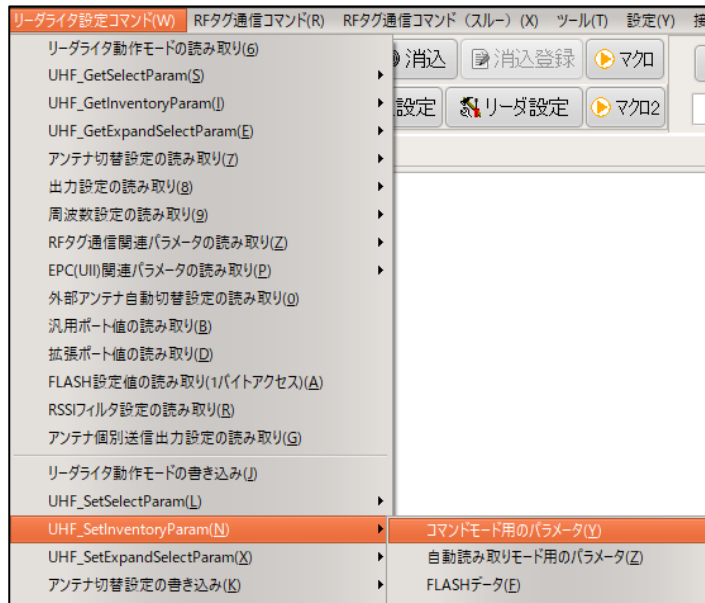 リーダライタ設定コマンド(W) RFタグ通信コマンド(R) RFタグ通信コマンド（スルー）(X) ツール(T) 設定(Y)
リーダライタ動作モードの読み取り(6)
消込 消込登録 マクロ
UHF_GetSelectParam(S)
UHF_GetInventoryParam(I)
設定 リーダ設定 マクロ2
UHF_GetExpandSelectParam(E)
アンテナ切替設定の読み取り(7)
出力設定の読み取り(8)
周波数設定の読み取り(9)
RFタグ通信関連パラメータの読み取り(Z)
EPC(UII)関連パラメータの読み取り(P)
外部アンテナ自動切替設定の読み取り(0)
汎用ポート値の読み取り(B)
拡張ポート値の読み取り(D)
FLASH設定値の読み取り(1バイトアクセス)(A)
RSSIフィルタ設定の読み取り(R)
アンテナ個別送信出力設定の読み取り(G)
リーダライタ動作モードの書き込み(J)
UHF_SetSelectParam(L)
UHF_SetInventoryParam(N) コマンドモード用のパラメータ(Y)
UHF_SetExpandSelectParam(X) 自動読み取りモード用のパラメータ(Z)
アンテナ切替設定の書き込み(K) FLASHデータ(F)